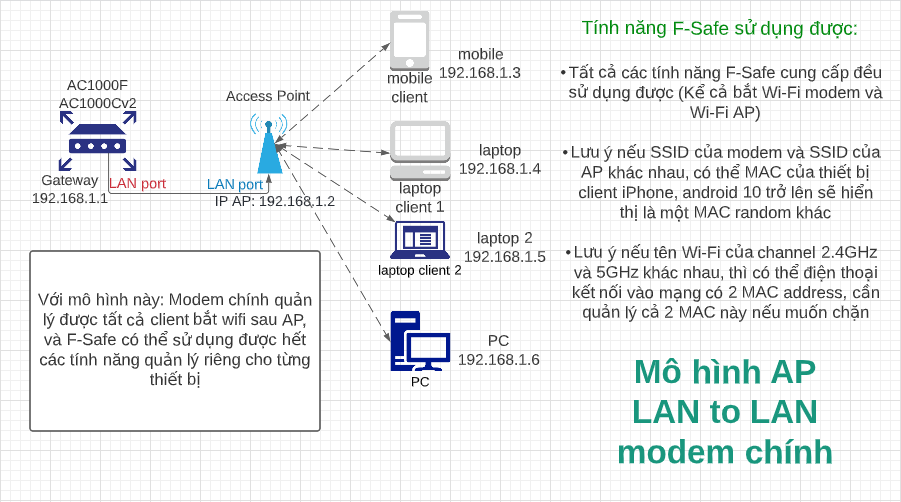 AC1000F
AC1000Cv2
Gateway
192.168.1.1
LAN port
LAN port
Access Point
IP AP: 192.168.1.2
mobile
client
mobile
192.168.1.3
laptop
client 1
laptop
192.168.1.4
laptop client 2
laptop 2
192.168.1.5
PC
PC
192.168.1.6
Với mô hình này: Modem chính quản
lý được tất cả client bắt wifi sau AP,
và F-Safe có thể sử dụng được hết
các tính năng quản lý riêng cho từng
thiết bị
Tính năng F-Safe sử dụng được:
• Tất cả các tính năng F-Safe cung cấp đều
sử dụng được (Kể cả bắt Wi-Fi modem và
Wi-Fi AP)
• Lưu ý nếu SSID của modem và SSID của
AP khác nhau, có thể MAC của thiết bị
client iPhone, android 10 trở lên sẽ hiển
thị là một MAC random khác
• Lưu ý nếu tên Wi-Fi của channel 2.4GHz
và 5GHz khác nhau, thì có thể điện thoại
kết nối vào mạng có 2 MAC address, cần
quản lý cả 2 MAC này nếu muốn chặn
Mô hình AP
LAN to LAN
modem chính